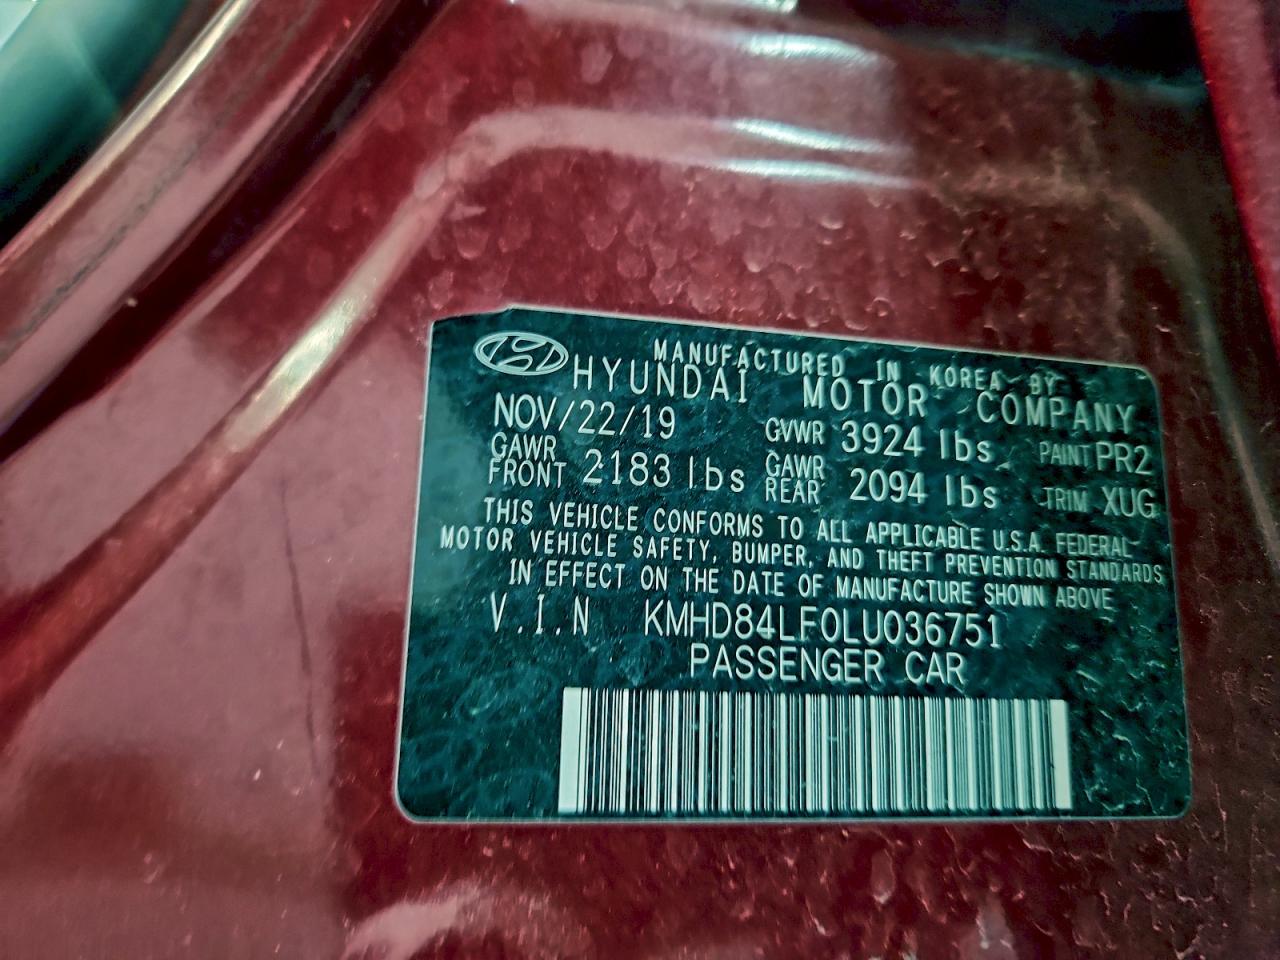 MANUFACTURED IN KOREA BY
HYUNDAI MOTOR COMPANY
NOV/22/19 GVWR 3924 lbs PAINT PR2
GAWR FRONT 2183 lbs GAWR REAR 2094 lbs TRIM XUG
THIS VEHICLE CONFORMS TO ALL APPLICABLE U.S.A. FEDERAL
MOTOR VEHICLE SAFETY, BUMPER, AND THEFT PREVENTION STANDARDS
IN EFFECT ON THE DATE OF MANUFACTURE SHOWN ABOVE
V.I.N KMHD84LF0LU036751
PASSENGER CAR